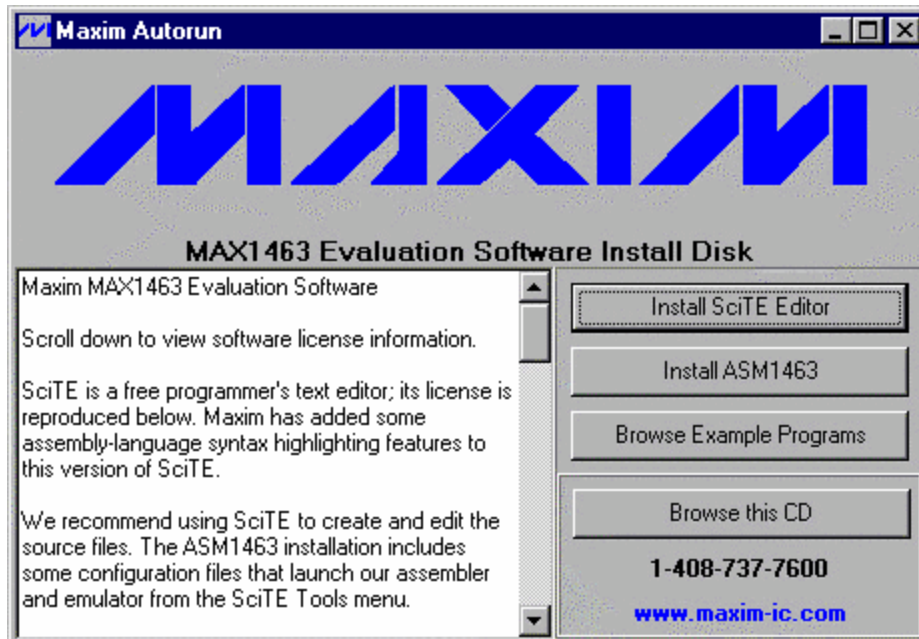 Maxim Autorun
MAXIM
MAX1463 Evaluation Software Install Disk
Maxim MAX1463 Evaluation Software
Scroll down to view software license information.
SciTE is a free programmer's text editor; its license is
reproduced below. Maxim has added some
assembly-language syntax highlighting features to
this version of SciTE.
We recommend using SciTE to create and edit the
source files. The ASM1463 installation includes
some configuration files that launch our assembler
and emulator from the SciTE Tools menu.
Install SciTE Editor
Install ASM1463
Browse Example Programs
Browse this CD
1-408-737-7600
www.maxim-ic.com